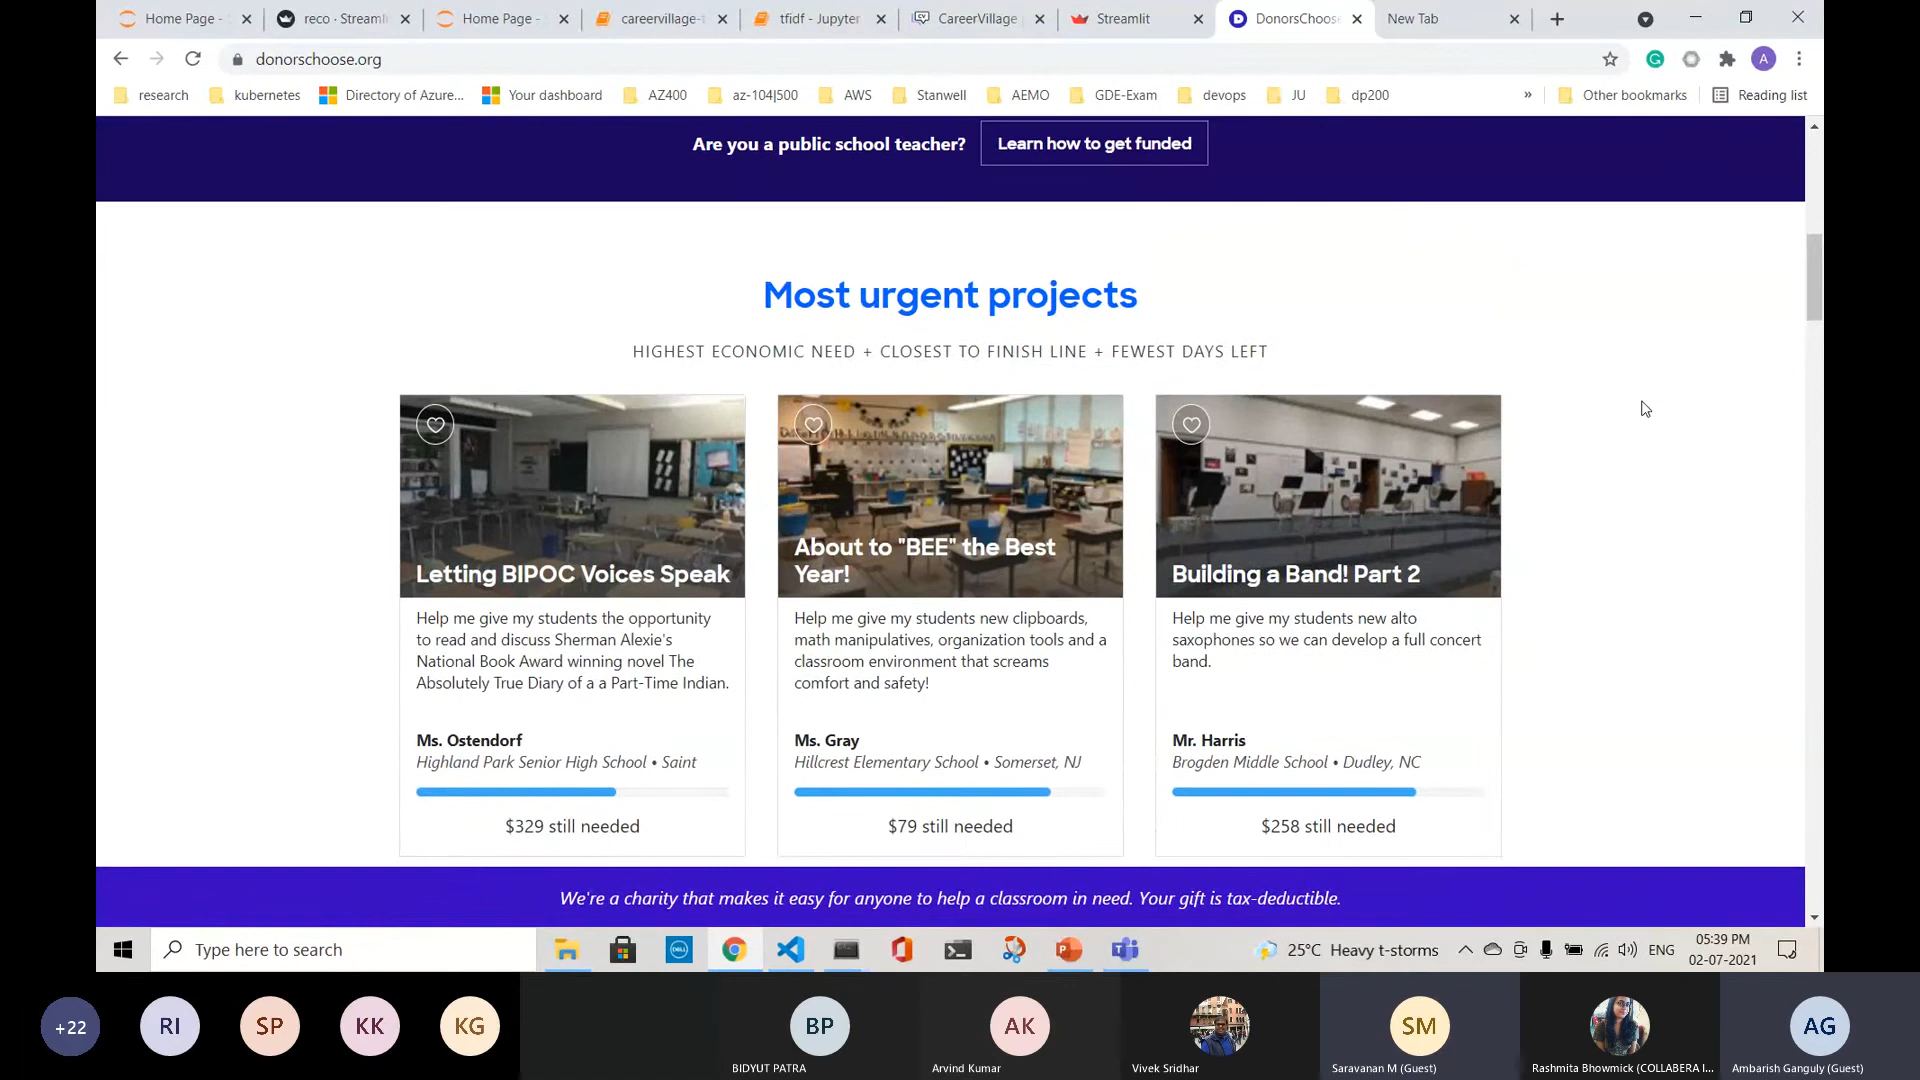 Home Page -
reco · Streaml
Home Page -
careervillage-
tfidf - Jupyter
CareerVillage
Streamlit
DonorsChoose
New Tab
donorschoose.org
A
research
kubernetes
Directory of Azure...
Your dashboard
AZ400
az-104|500
AWS
Stanwell
AEMO
GDE-Exam
devops
JU
dp200
»
Other bookmarks
Reading list
Are you a public school teacher?
Learn how to get funded
Most urgent projects
HIGHEST ECONOMIC NEED + CLOSEST TO FINISH LINE + FEWEST DAYS LEFT
Letting BIPOC Voices Speak
Help me give my students the opportunity
to read and discuss Sherman Alexie's
National Book Award winning novel The
Absolutely True Diary of a a Part-Time Indian.
Ms. Ostendorf
Highland Park Senior High School • Saint
$329 still needed
About to "BEE" the Best
Year!
Help me give my students new clipboards,
math manipulatives, organization tools and a
classroom environment that screams
comfort and safety!
Ms. Gray
Hillcrest Elementary School • Somerset, NJ
$79 still needed
Building a Band! Part 2
Help me give my students new alto
saxophones so we can develop a full concert
band.
Mr. Harris
Brogden Middle School • Dudley, NC
$258 still needed
We're a charity that makes it easy for anyone to help a classroom in need. Your gift is tax-deductible.
Type here to search
DELL
25°C Heavy t-storms
ENG
05:39 PM
02-07-2021
+22
RI
SP
KK
KG
BP
BIDYUT PATRA
AK
Arvind Kumar
Vivek Sridhar
SM
Saravanan M (Guest)
Rashmita Bhowmick (COLLABERA I...
AG
Ambarish Ganguly (Guest)